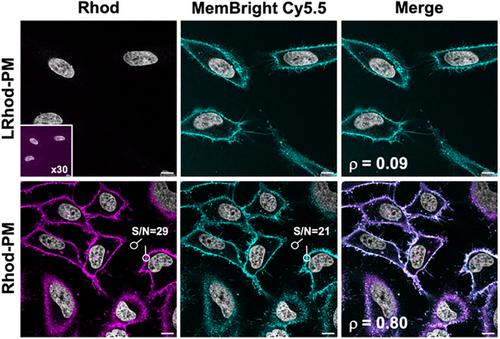 Rhod MemBright Cy5.5 Merge
LRhod-PM
x30
ρ = 0.09
Rhod-PM
S/N=29
S/N=21
ρ = 0.80